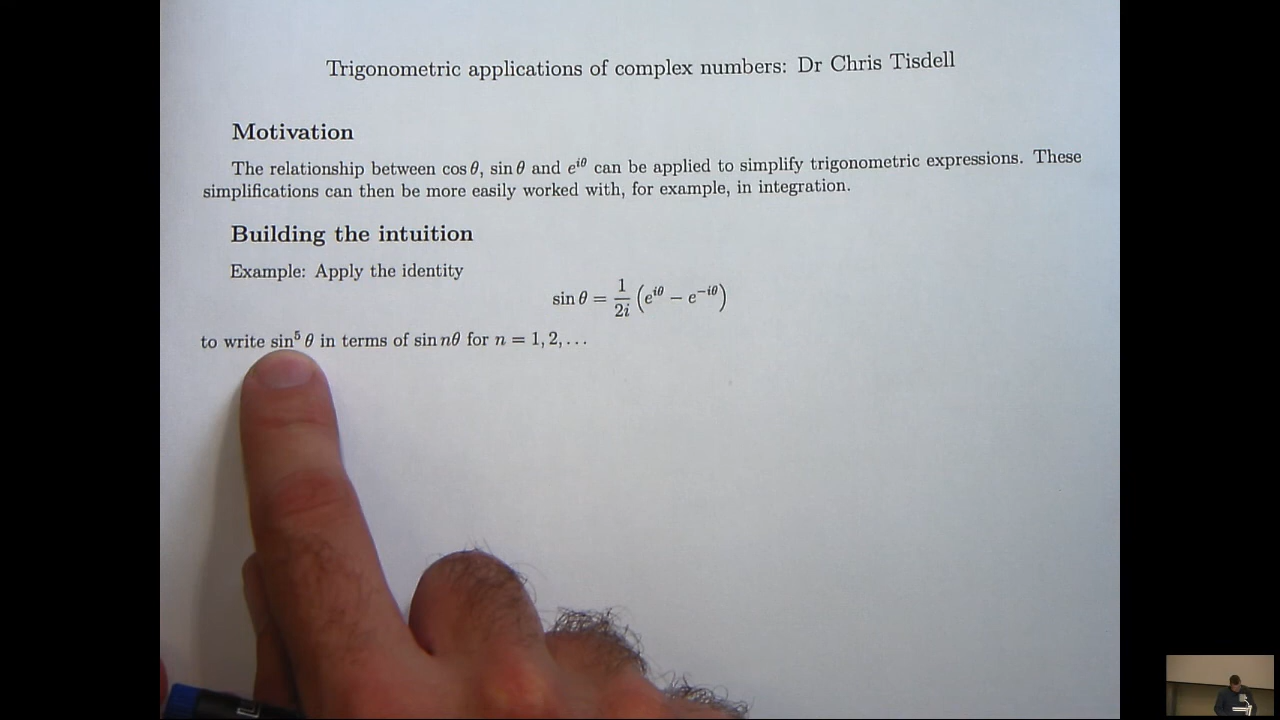 Trigonometric applications of complex numbers: Dr Chris Tisdell
Motivation
The relationship between cos θ, sin θ and e^{iθ} can be applied to simplify trigonometric expressions. These
simplifications can then be more easily worked with, for example, in integration.
Building the intuition
Example: Apply the identity
sin θ = \frac{1}{2i} (e^{iθ} − e^{−iθ})
to write sin^5 θ in terms of sin nθ for n = 1, 2, . . .